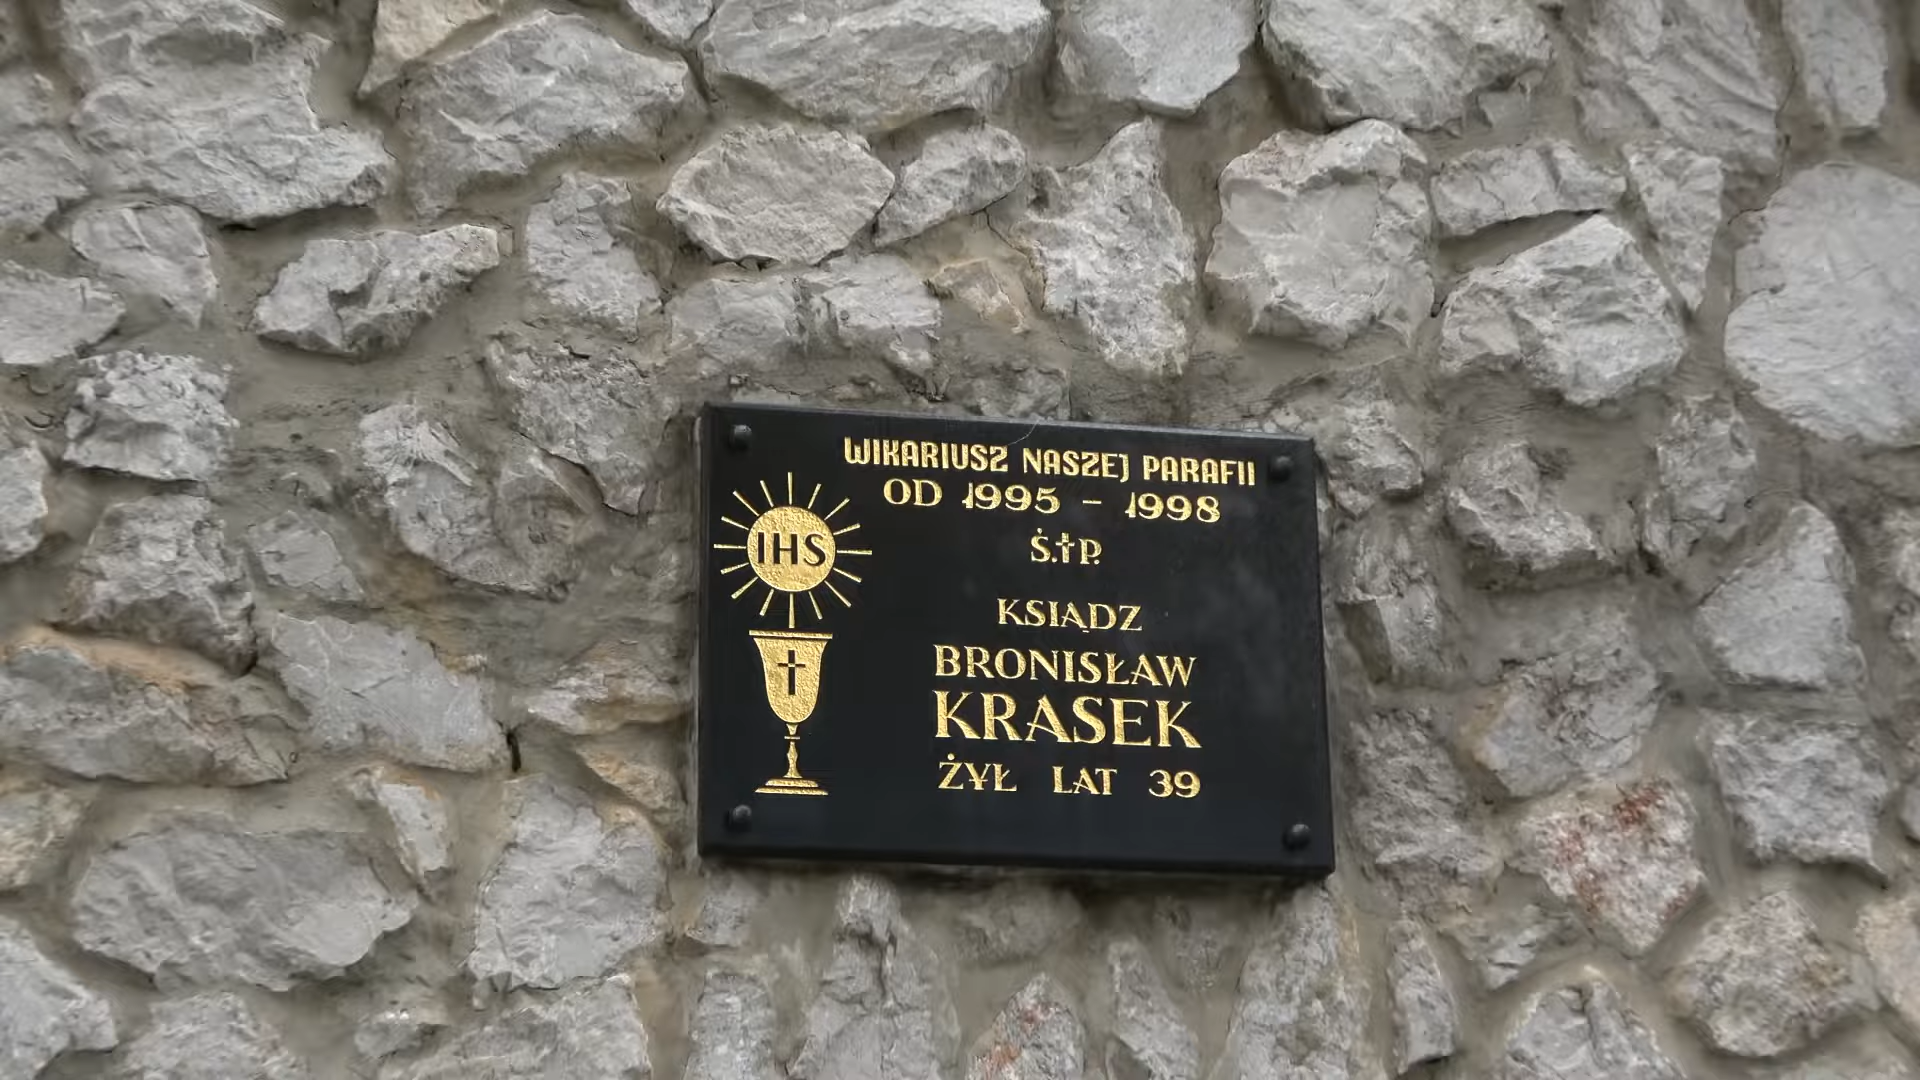 WIKARIUSZ NASZEJ PARAFII
OD 1995 - 1998
Ś.†P.
IHS
KSIĄDZ
BRONISŁAW
KRASEK
ŻYŁ LAT 39